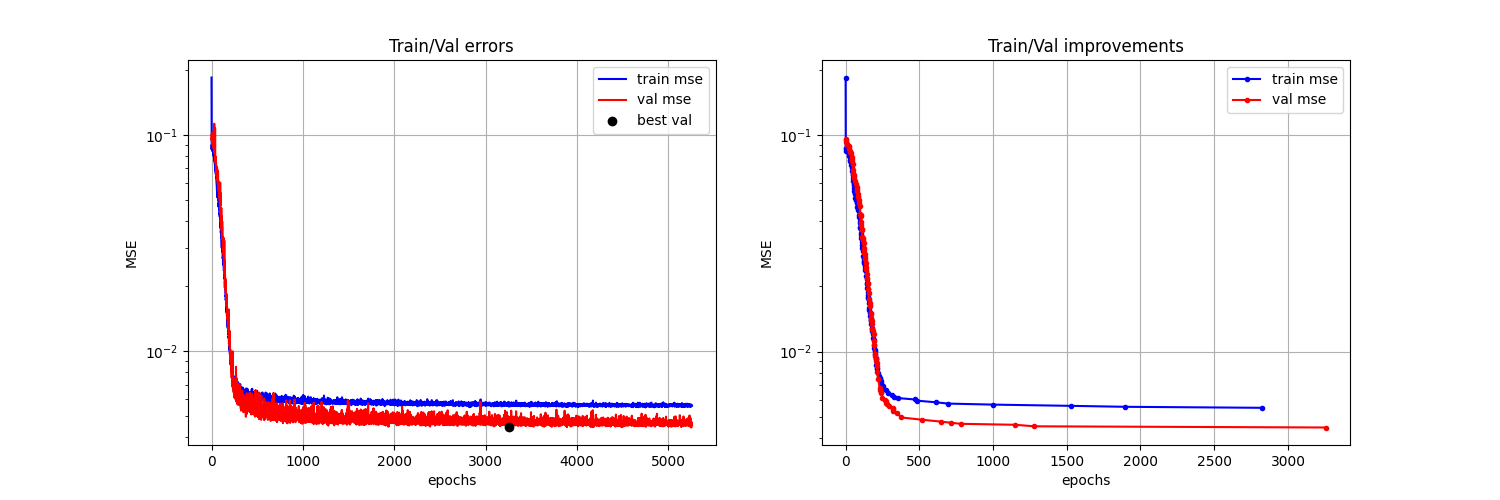 Train/Val errors
train mse
val mse
best val
10⁻¹
10⁻²
MSE
0
1000
2000
3000
4000
5000
epochs
Train/Val improvements
train mse
val mse
10⁻¹
10⁻²
MSE
0
500
1000
1500
2000
2500
3000
epochs